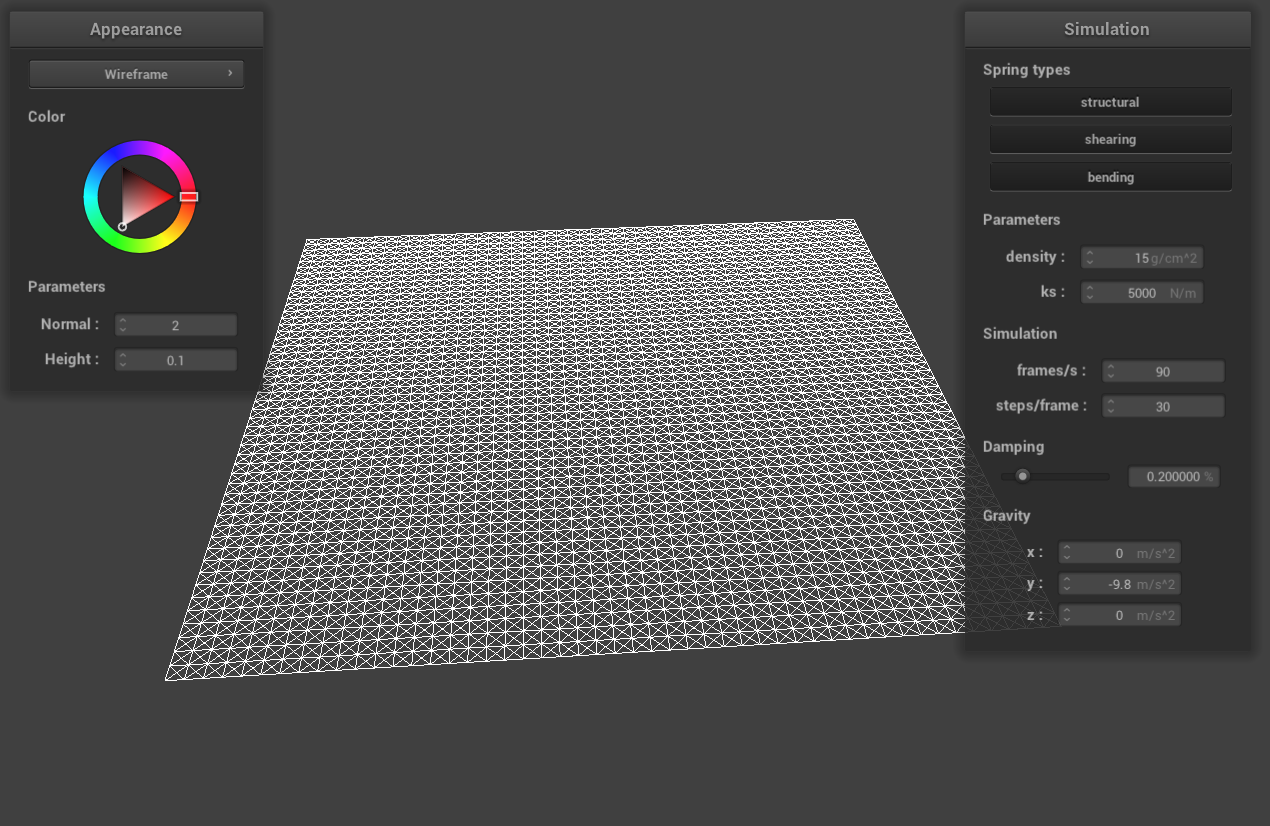 Appearance
Wireframe ›
Color
Parameters
Normal : 2
Height : 0.1
Simulation
Spring types
structural
shearing
bending
Parameters
density : 15 g/cm^2
ks : 5000 N/m
Simulation
frames/s : 90
steps/frame : 30
Damping
0.200000 %
Gravity
x : 0 m/s^2
y : -9.8 m/s^2
z : 0 m/s^2